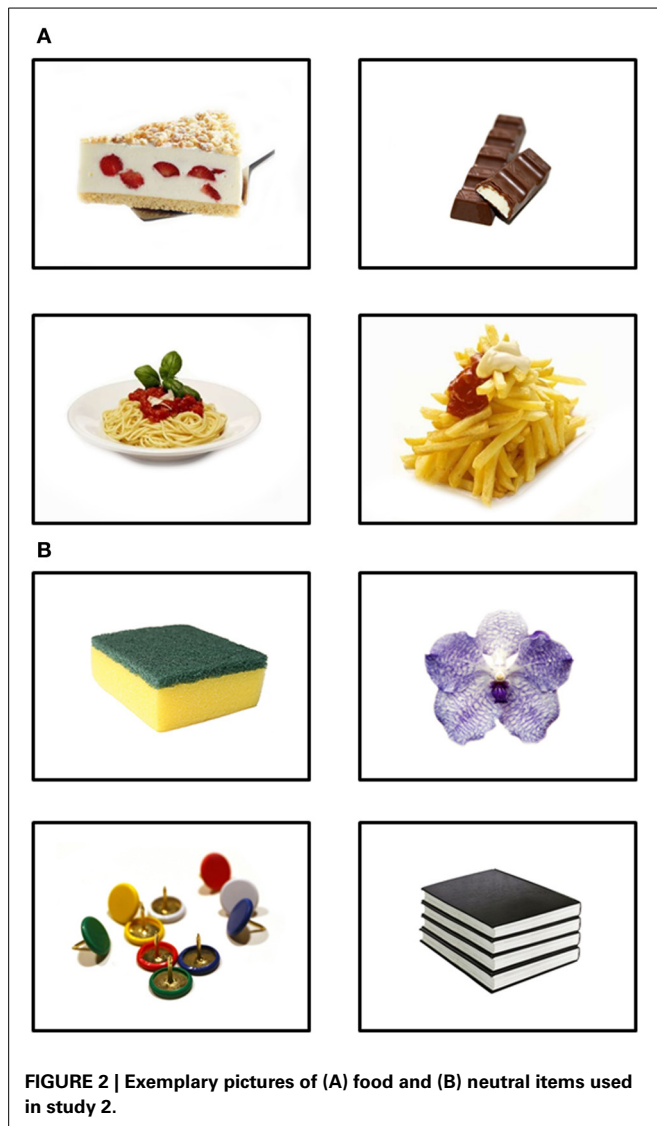 A
B
FIGURE 2 | Exemplary pictures of (A) food and (B) neutral items used
in study 2.